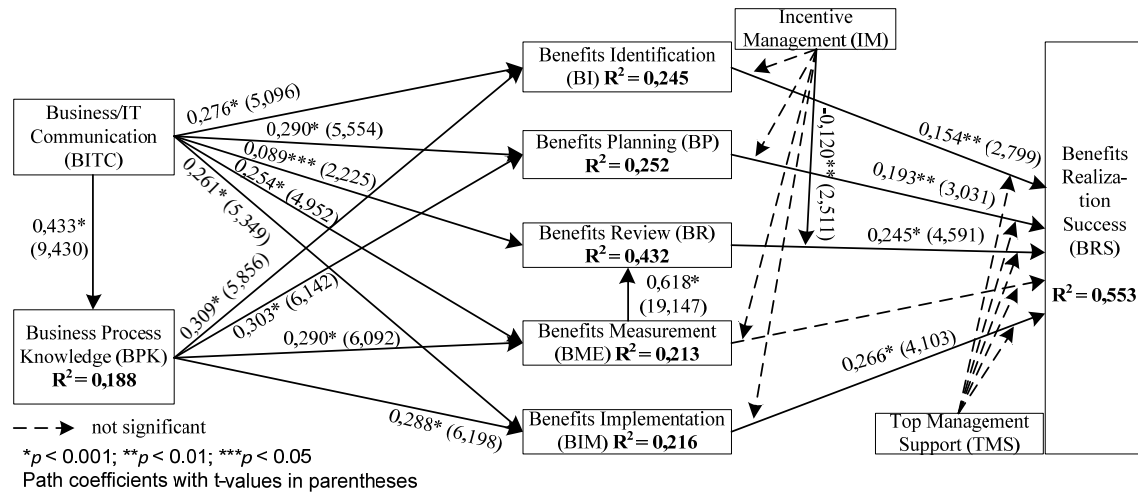 Incentive
Management (IM)
Benefits Identification
(BI) R² = 0,245
Business/IT
Communication
(BITC)
0,276* (5,096)
0,290* (5,554)
0,089*** (2,225)
0,254* (4,952)
0,261* (5,349)
Benefits Planning (BP)
R² = 0,252
-0,120** (2,511)
0,154** (2,799)
0,193** (3,031)
Benefits
Realiza-
tion
Success
(BRS)
R² = 0,553
0,433*
(9,430)
Benefits Review (BR)
R² = 0,432
0,245* (4,591)
0,618*
(19,147)
0,309* (5,856)
0,303* (6,142)
Business Process
Knowledge (BPK)
R² = 0,188
0,290* (6,092)
Benefits Measurement
(BME) R² = 0,213
0,266* (4,103)
0,288* (6,198)
Benefits Implementation
(BIM) R² = 0,216
Top Management
Support (TMS)
not significant
*p < 0.001; **p < 0.01; ***p < 0.05
Path coefficients with t-values in parentheses